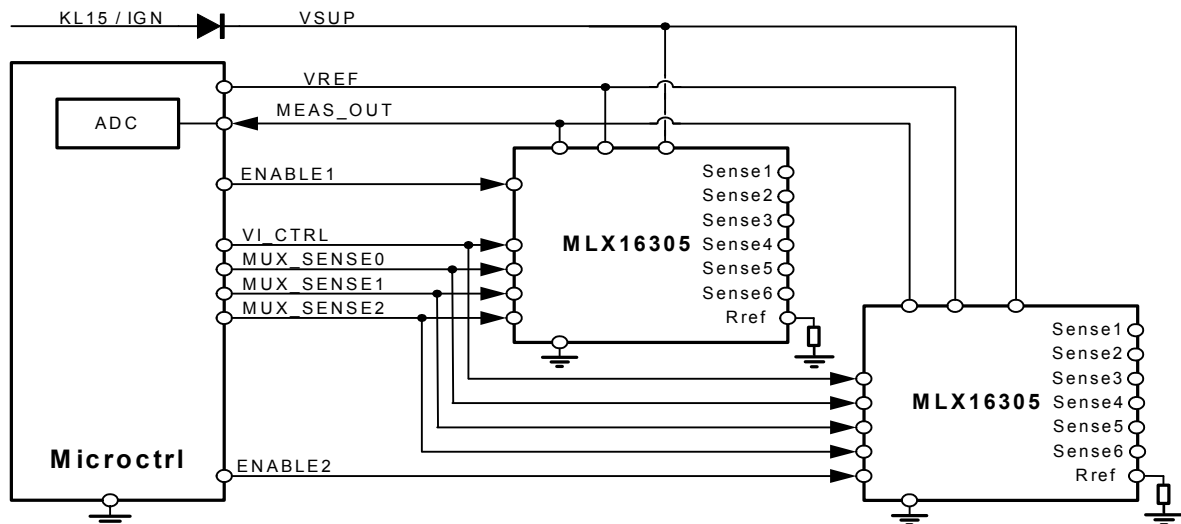 KL15 / IGN
VSUP
VREF
MEAS_OUT
ADC
ENABLE1
VI_CTRL
MUX_SENSE0
MUX_SENSE1
MUX_SENSE2
Microctrl
ENABLE2
MLX16305
Sense1
Sense2
Sense3
Sense4
Sense5
Sense6
Rref
MLX16305
Sense1
Sense2
Sense3
Sense4
Sense5
Sense6
Rref